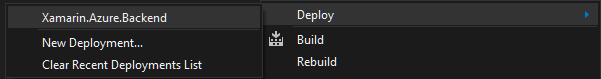 Xamarin.Azure.Backend
New Deployment...
Clear Recent Deployments List
Deploy
Build
Rebuild